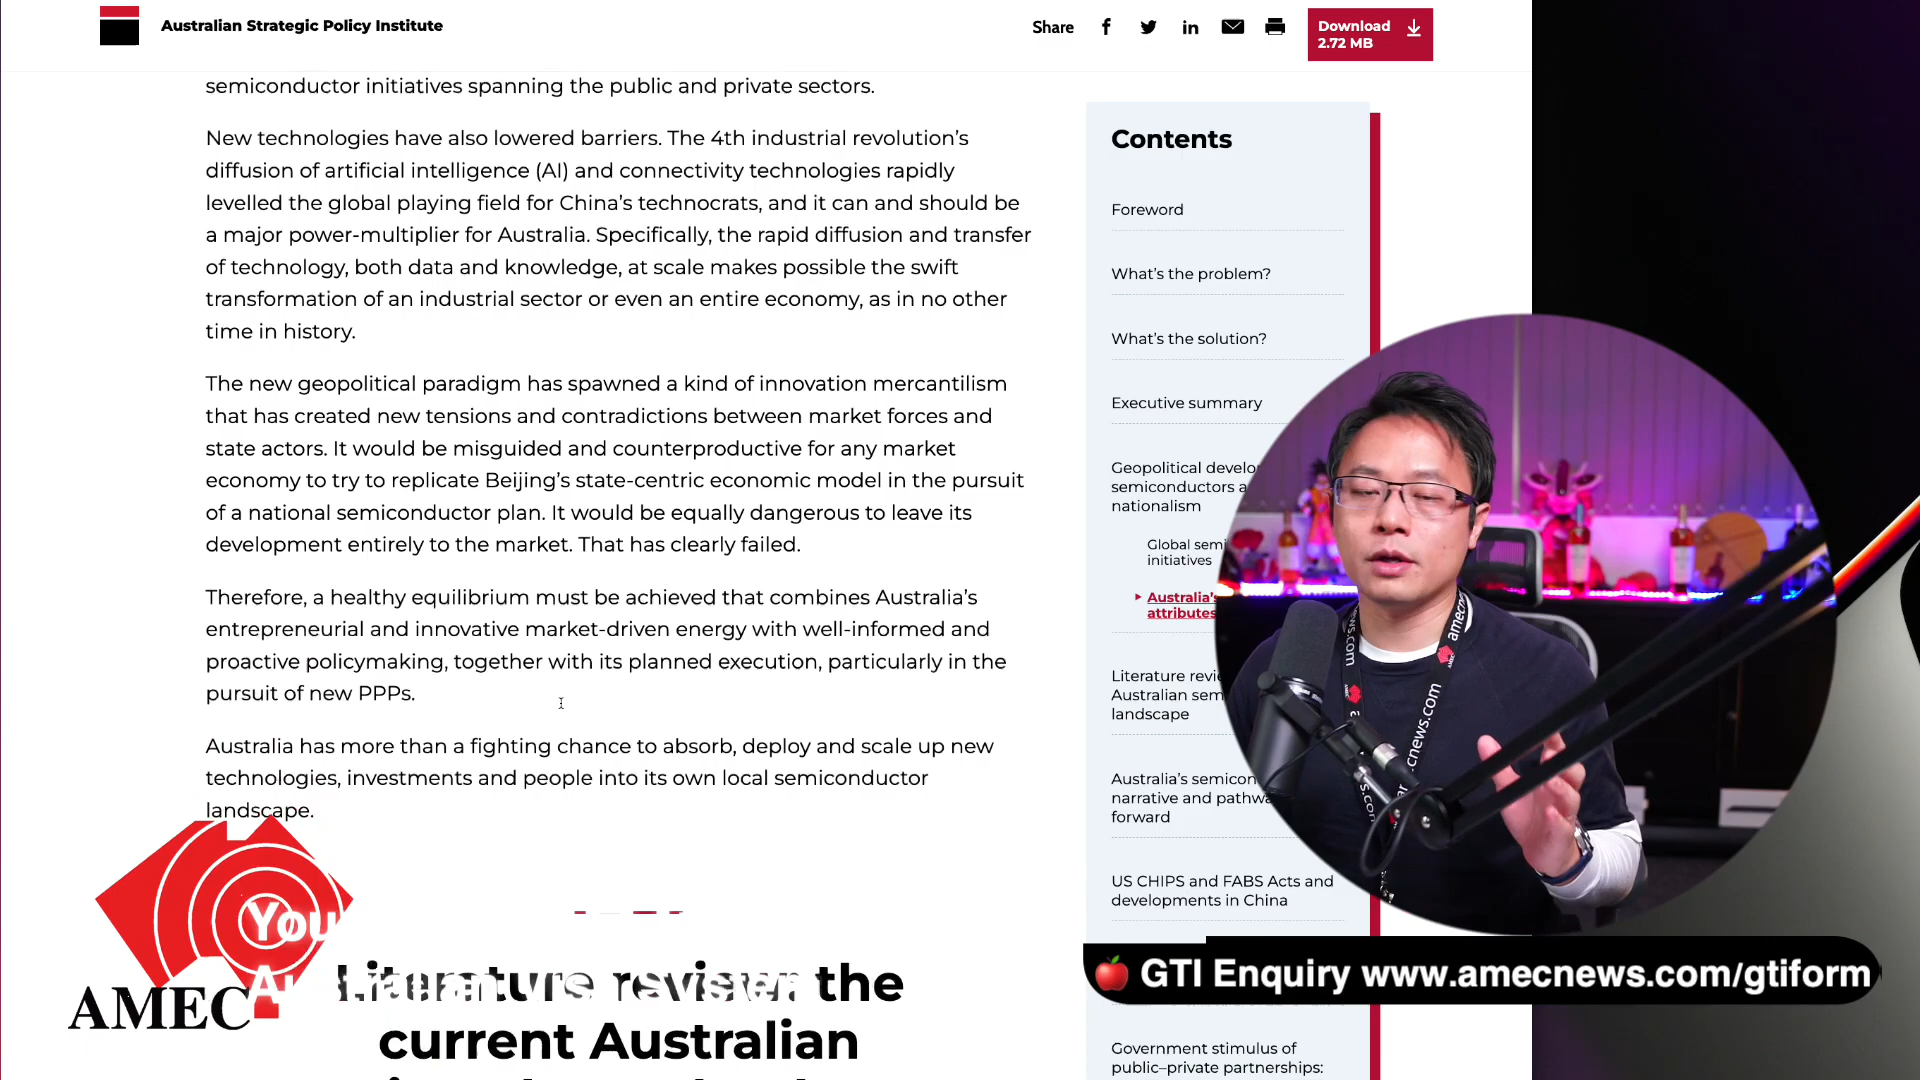 Australian Strategic Policy Institute
Share
Download
2.72 MB
semiconductor initiatives spanning the public and private sectors.
New technologies have also lowered barriers. The 4th industrial revolution’s
diffusion of artificial intelligence (AI) and connectivity technologies rapidly
levelled the global playing field for China’s technocrats, and it can and should be
a major power-multiplier for Australia. Specifically, the rapid diffusion and transfer
of technology, both data and knowledge, at scale makes possible the swift
transformation of an industrial sector or even an entire economy, as in no other
time in history.
The new geopolitical paradigm has spawned a kind of innovation mercantilism
that has created new tensions and contradictions between market forces and
state actors. It would be misguided and counterproductive for any market
economy to try to replicate Beijing’s state-centric economic model in the pursuit
of a national semiconductor plan. It would be equally dangerous to leave its
development entirely to the market. That has clearly failed.
Therefore, a healthy equilibrium must be achieved that combines Australia’s
entrepreneurial and innovative market-driven energy with well-informed and
proactive policymaking, together with its planned execution, particularly in the
pursuit of new PPPs.
Australia has more than a fighting chance to absorb, deploy and scale up new
technologies, investments and people into its own local semiconductor
landscape.
the
current Australian
Contents
Foreword
What’s the problem?
What’s the solution?
Executive summary
Geopolitical develo
semiconductors a
nationalism
Global semi
initiatives
Australia’s
attributes
Literature revi
Australian sem
landscape
Australia’s semicon
narrative and pathwa
forward
US CHIPS and FABS Acts and
developments in China
Government stimulus of
public–private partnerships:
AMEC
You
amecnews.com
cnews.com
GTI Enquiry www.amecnews.com/gtiform